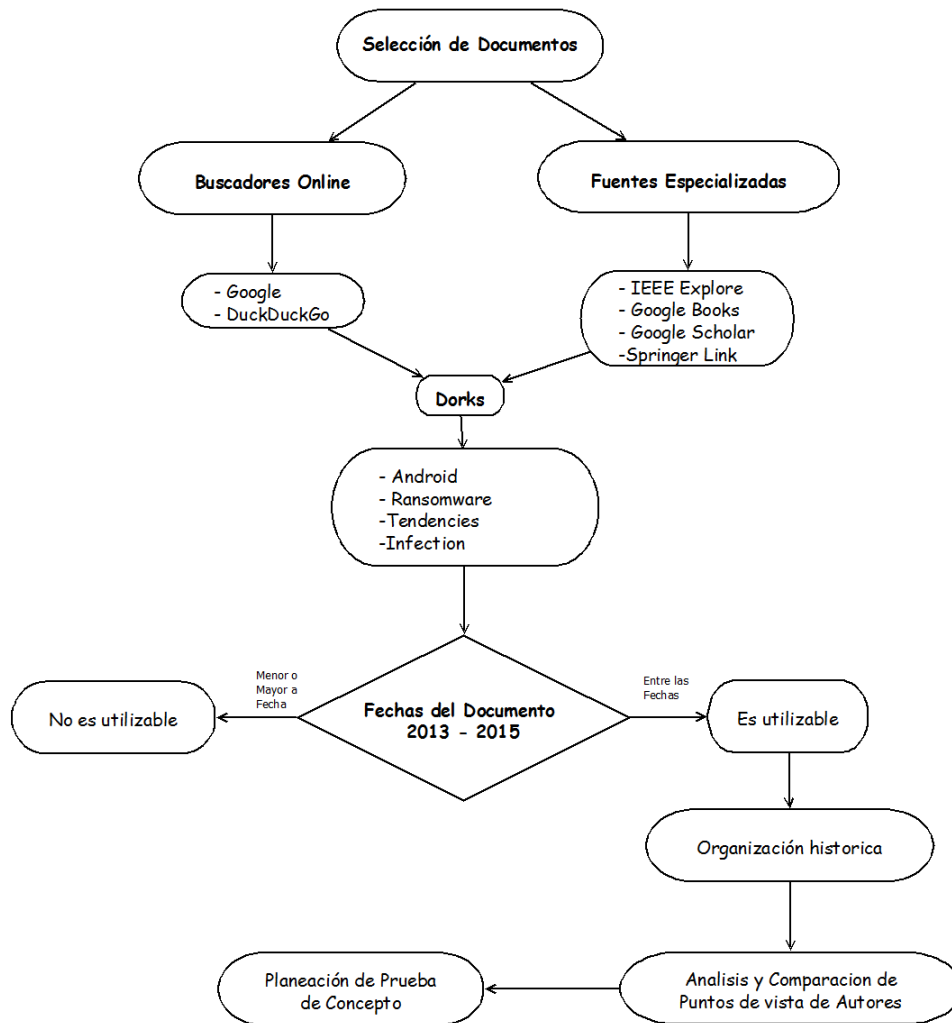 Selección de Documentos
Buscadores Online
Fuentes Especializadas
- Google
- DuckDuckGo
- IEEE Explore
- Google Books
- Google Scholar
-Springer Link
Dorks
- Android
- Ransomware
-Tendencies
-Infection
Menor o
Mayor a
Fecha
Entre las
Fechas
No es utilizable
Fechas del Documento
2013 - 2015
Es utilizable
Organización historica
Analisis y Comparacion de
Puntos de vista de Autores
Planeación de Prueba
de Concepto